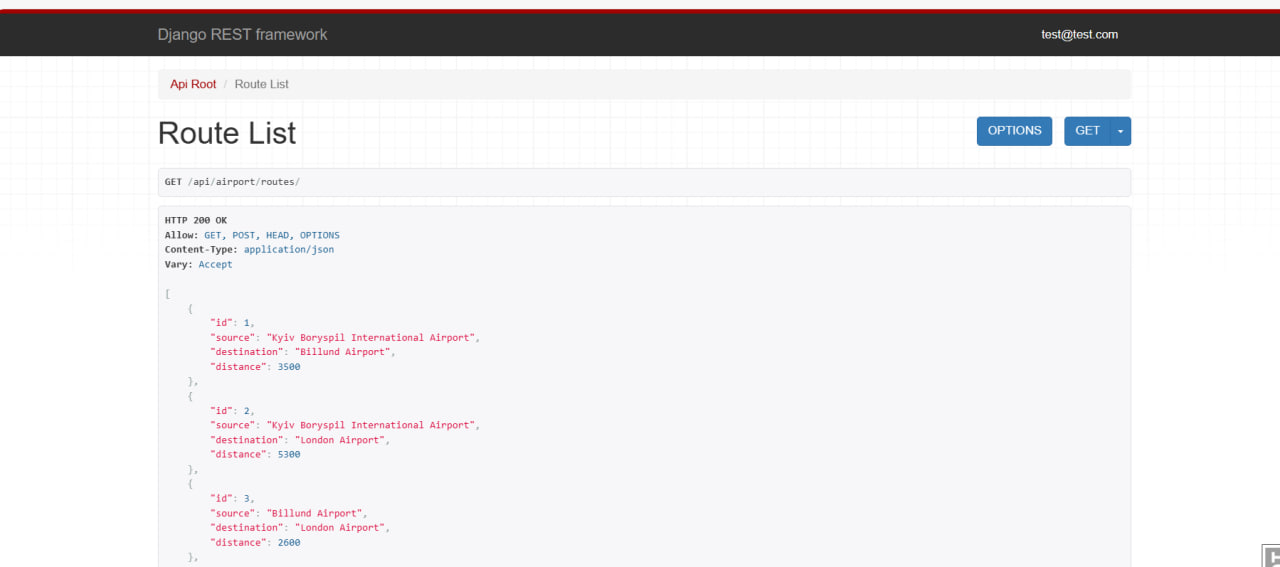 Django REST framework
test@test.com
Api Root / Route List
Route List
OPTIONS
GET
GET /api/airport/routes/
HTTP 200 OK
Allow: GET, POST, HEAD, OPTIONS
Content-Type: application/json
Vary: Accept
[
    {
        "id": 1,
        "source": "Kyiv Boryspil International Airport",
        "destination": "Billund Airport",
        "distance": 3500
    },
    {
        "id": 2,
        "source": "Kyiv Boryspil International Airport",
        "destination": "London Airport",
        "distance": 5300
    },
    {
        "id": 3,
        "source": "Billund Airport",
        "destination": "London Airport",
        "distance": 2600
    },